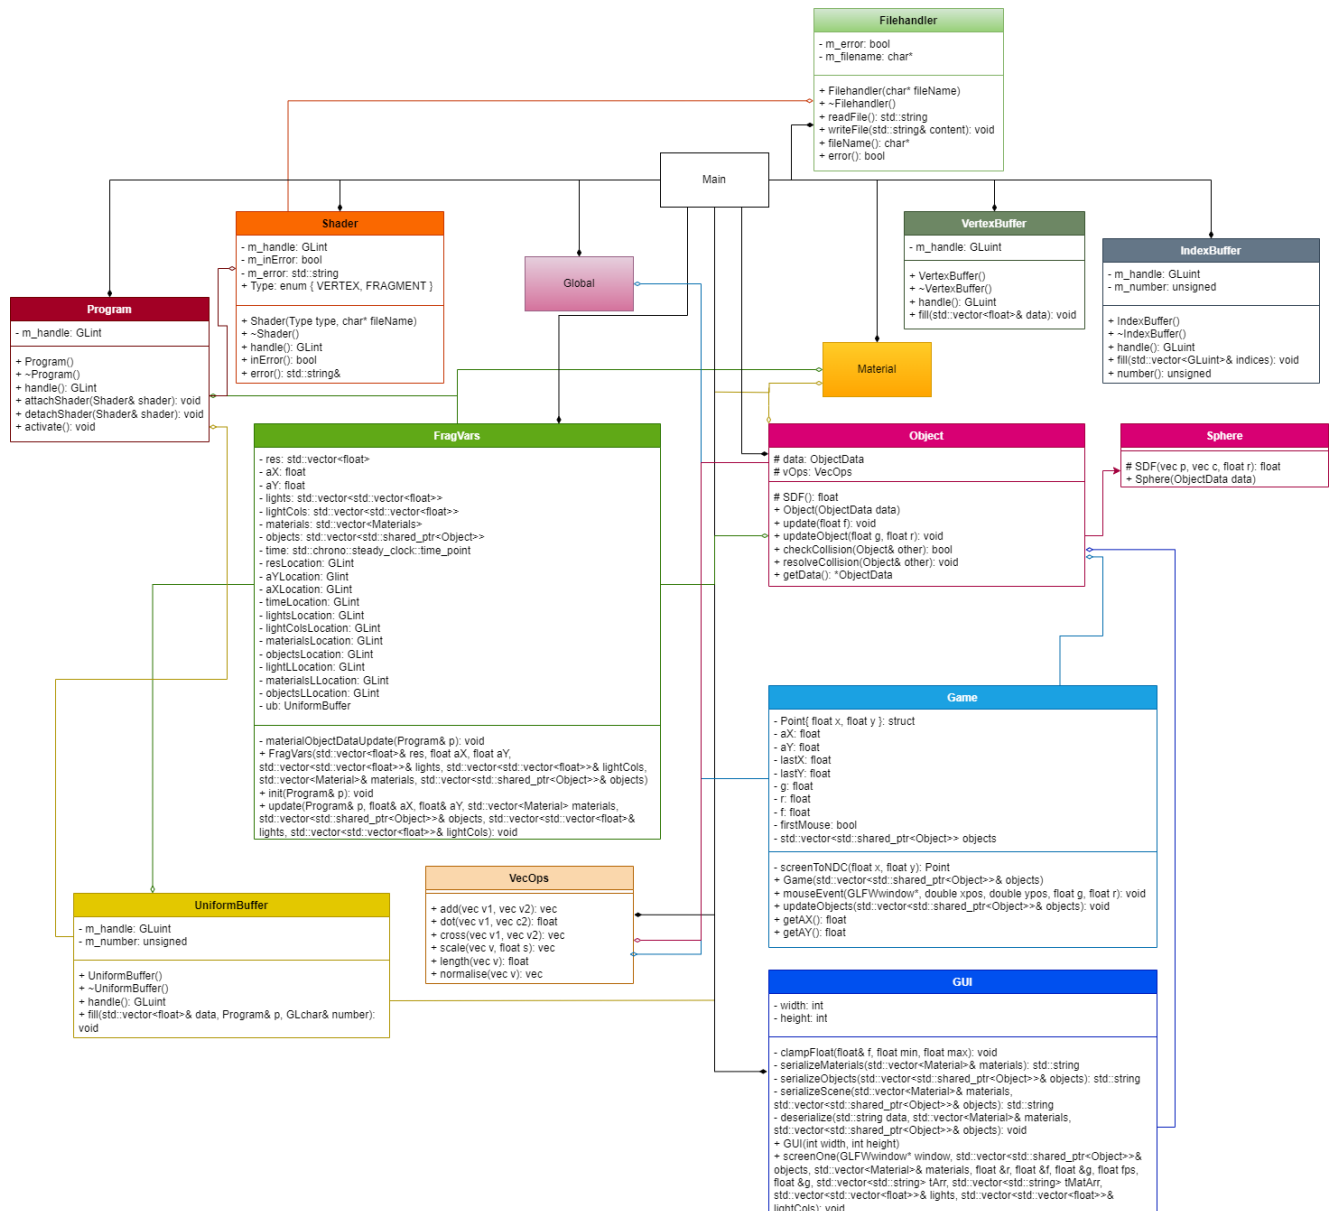 Filehandler
- m_error: bool
- m_filename: char*
+ Filehandler(char* fileName)
+ ~Filehandler()
+ readFile(): std::string
+ writeFile(std::string& content): void
+ fileName(): char*
+ error(): bool
Main
Shader
- m_handle: GLint
- m_inError: bool
- m_error: std::string
+ Type: enum { VERTEX, FRAGMENT }
+ Shader(Type type, char* fileName)
+ ~Shader()
+ handle(): GLint
+ inError(): bool
+ error(): std::string&
Global
VertexBuffer
- m_handle: GLuint
+ VertexBuffer()
+ ~VertexBuffer()
+ handle(): GLuint
+ fill(std::vector<float>& data): void
IndexBuffer
- m_handle: GLuint
- m_number: unsigned
+ IndexBuffer()
+ ~IndexBuffer()
+ handle(): GLuint
+ fill(std::vector<GLuint>& indices): void
+ number(): unsigned
Program
- m_handle: GLint
+ Program()
+ ~Program()
+ handle(): GLint
+ attachShader(Shader& shader): void
+ detachShader(Shader& shader): void
+ activate(): void
Material
FragVars
- res: std::vector<float>
- aX: float
- aY: float
- lights: std::vector<std::vector<float>>
- lightCols: std::vector<std::vector<float>>
- materials: std::vector<Materials>
- objects: std::vector<std::shared_ptr<Object>>
- time: std::chrono::steady_clock::time_point
- resLocation: GLint
- aYLocation: Glint
- aXLocation: GLint
- timeLocation: GLint
- lightsLocation: GLint
- lightColsLocation: GLint
- materialsLocation: GLint
- objectsLocation: GLint
- lightLLocation: GLint
- materialsLLocation: GLint
- objectsLLocation: GLint
- ub: UniformBuffer
- materialObjectDataUpdate(Program& p): void
+ FragVars(std::vector<float>& res, float aX, float aY,
std::vector<std::vector<float>>& lights, std::vector<std::vector<float>>& lightCols,
std::vector<Material>& materials, std::vector<std::shared_ptr<Object>>& objects)
+ init(Program& p): void
+ update(Program& p, float& aX, float& aY, std::vector<Material> materials,
std::vector<std::shared_ptr<Object>>& objects, std::vector<std::vector<float>&
lights, std::vector<std::vector<float>>& lightCols): void
Object
# data: ObjectData
# vOps: VecOps
# SDF(): float
+ Object(ObjectData data)
+ update(float f): void
+ updateObject(float g, float r): void
+ checkCollision(Object& other): bool
+ resolveCollision(Object& other): void
+ getData(): *ObjectData
Sphere
# SDF(vec p, vec c, float r): float
+ Sphere(ObjectData data)
Game
- Point{ float x, float y }: struct
- aX: float
- aY: float
- lastX: float
- lastY: float
- g: float
- r: float
- f: float
- firstMouse: bool
- std::vector<std::shared_ptr<Object>> objects
- screenToNDC(float x, float y): Point
+ Game(std::vector<std::shared_ptr<Object>>& objects)
+ mouseEvent(GLFWwindow*, double xpos, double ypos, float g, float r): void
+ updateObjects(std::vector<std::shared_ptr<Object>>& objects): void
+ getAX(): float
+ getAY(): float
VecOps
+ add(vec v1, vec v2): vec
+ dot(vec v1, vec c2): float
+ cross(vec v1, vec v2): vec
+ scale(vec v, float s): vec
+ length(vec v): float
+ normalise(vec v): vec
UniformBuffer
- m_handle: GLuint
- m_number: unsigned
+ UniformBuffer()
+ ~UniformBuffer()
+ handle(): GLuint
+ fill(std::vector<float>& data, Program& p, GLchar& number):
void
GUI
- width: int
- height: int
- clampFloat(float& f, float min, float max): void
- serializeMaterials(std::vector<Material>& materials): std::string
- serializeObjects(std::vector<std::shared_ptr<Object>>& objects): std::string
- serializeScene(std::vector<Material>& materials,
std::vector<std::shared_ptr<Object>>& objects): std::string
- deserialize(std::string data, std::vector<Material>& materials,
std::vector<std::shared_ptr<Object>>& objects): void
+ GUI(int width, int height)
+ screenOne(GLFWwindow* window, std::vector<std::shared_ptr<Object>>&
objects, std::vector<Material>& materials, float &r, float &f, float &g, float fps,
float &g, std::vector<std::string> tArr, std::vector<std::string> tMatArr,
std::vector<std::vector<float>>& lights, std::vector<std::vector<float>>&
lightCols): void